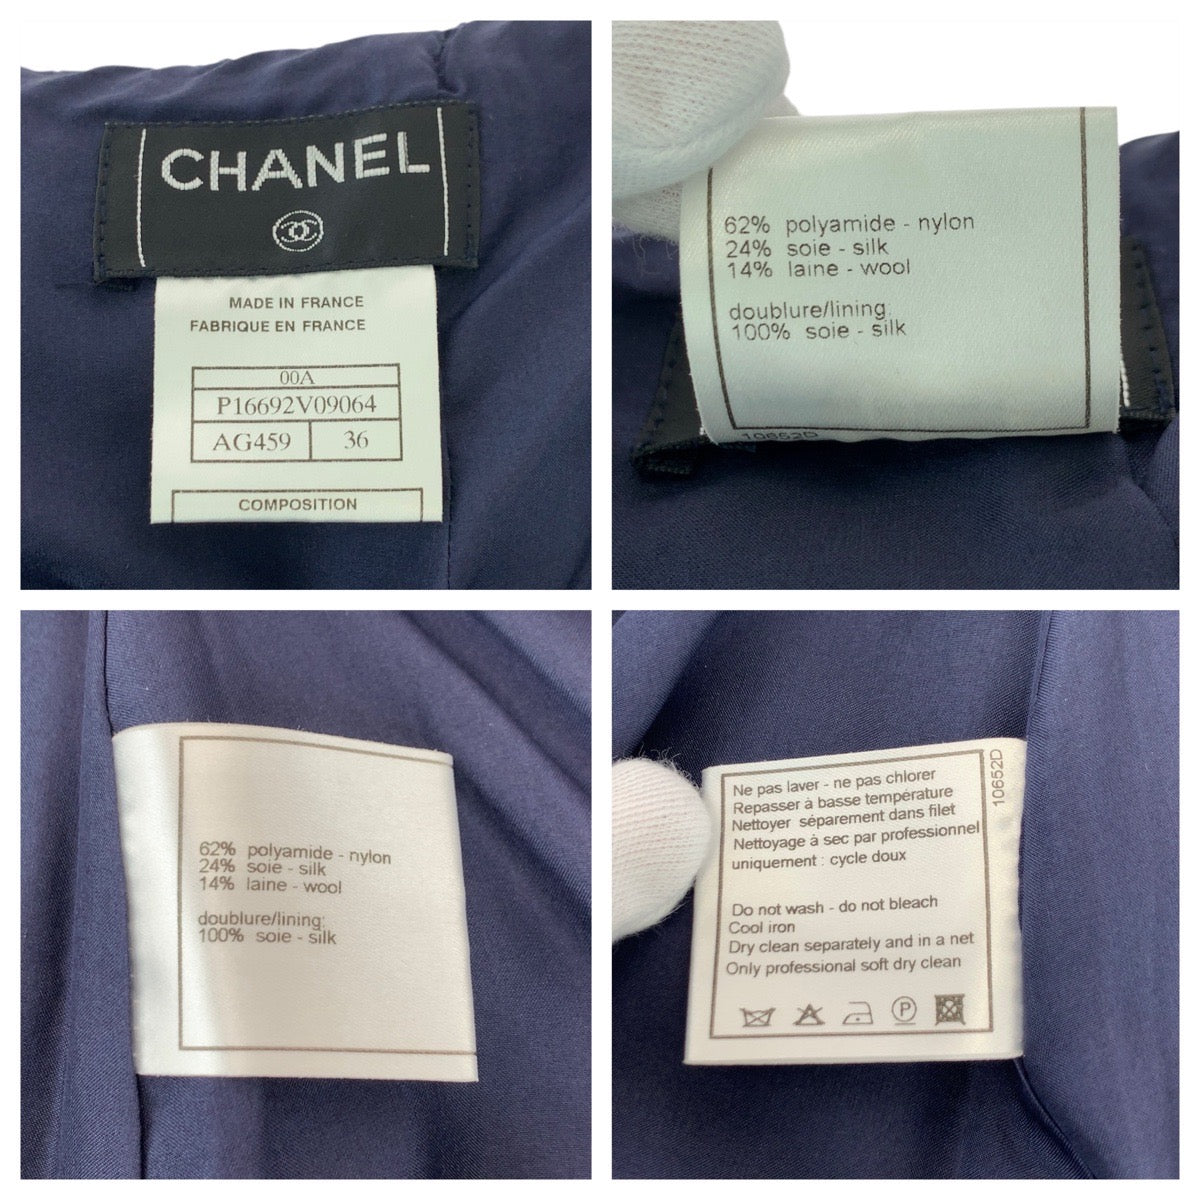 CHANEL
MADE IN FRANCE
FABRIQUE EN FRANCE
00A
P16692V09064
AG459 36
COMPOSITION
62% polyamide - nylon
24% soie - silk
14% laine - wool
doublure/lining:
100% soie - silk
10652D
62% polyamide - nylon
24% soie - silk
14% laine - wool
doublure/lining:
100% soie - silk
Ne pas laver - ne pas chlorer
Repasser à basse température
Nettoyer séparement dans filet
Nettoyage à sec par professionnel
uniquement : cycle doux
Do not wash - do not bleach
Cool iron
Dry clean separately and in a net
Only professional soft dry clean
P
10652D